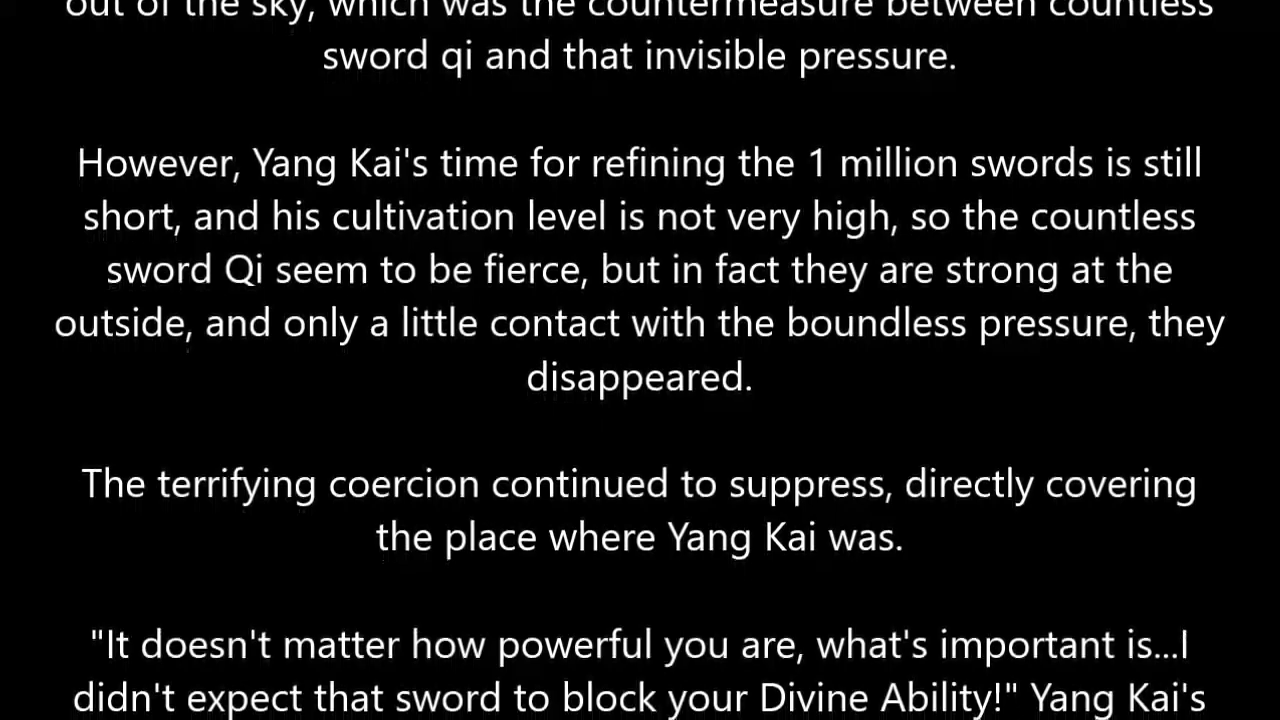 out of the sky, which was the countermeasure between countless
sword qi and that invisible pressure.
However, Yang Kai's time for refining the 1 million swords is still
short, and his cultivation level is not very high, so the countless
sword Qi seem to be fierce, but in fact they are strong at the
outside, and only a little contact with the boundless pressure, they
disappeared.
The terrifying coercion continued to suppress, directly covering
the place where Yang Kai was.
"It doesn't matter how powerful you are, what's important is...I
didn't expect that sword to block your Divine Ability!" Yang Kai's